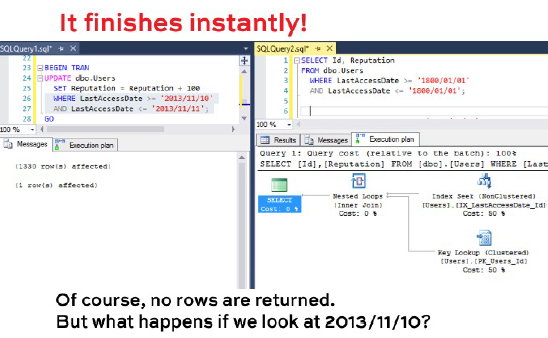 It finishes instantly!
SQLQuery1.sql*
22
23 BEGIN TRAN
24 UPDATE dbo.Users
25 SET Reputation = Reputation + 100
26 WHERE LastAccessDate >= '2013/11/10'
27 AND LastAccessDate <= '2013/11/11';
28 GO
100 %
Messages Execution plan
(1330 row(s) affected)
(1 row(s) affected)
SQLQuery2.sql*
1 SELECT Id, Reputation
2 FROM dbo.Users
3 WHERE LastAccessDate >= '1800/01/01'
4 AND LastAccessDate <= '1800/01/01';
5
6
100 %
Results Messages Execution plan
Query 1: Query cost (relative to the batch): 100%
SELECT [Id],[Reputation] FROM [dbo].[Users] WHERE [Last
SELECT
Cost: 0 %
Nested Loops
(Inner Join)
Cost: 0 %
Index Seek (NonClustered)
[Users].[IX_LastAccessDate_Id]
Cost: 50 %
Key Lookup (Clustered)
[Users].[PK_Users_Id]
Cost: 50 %
Of course, no rows are returned.
But what happens if we look at 2013/11/10?